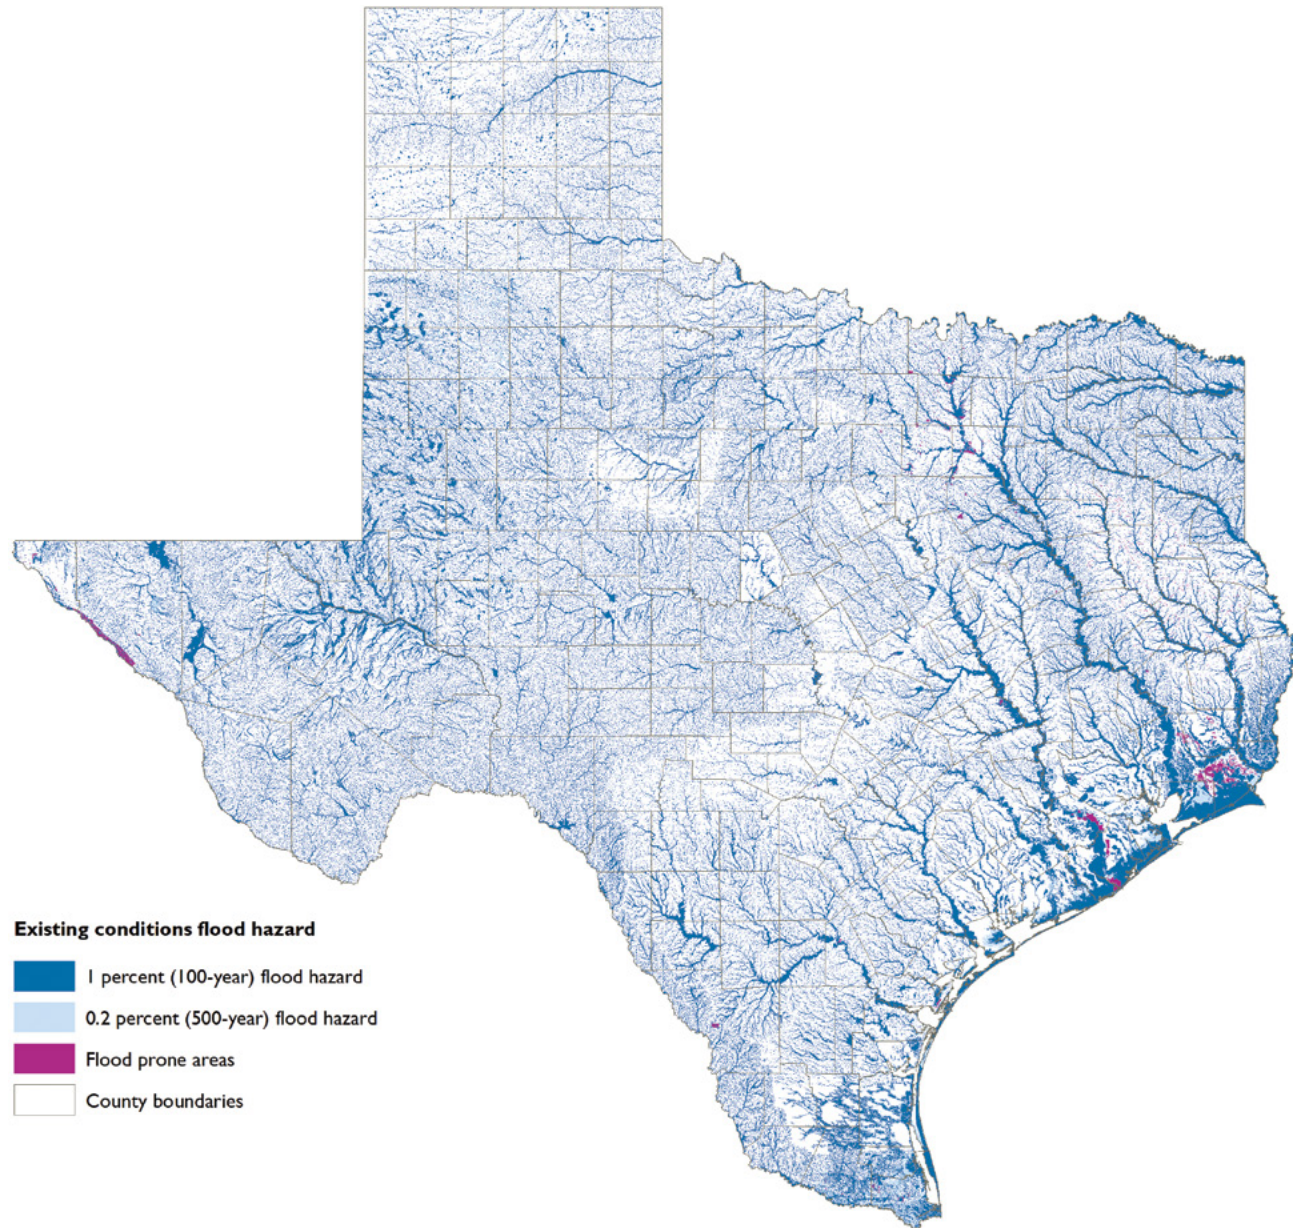 Existing conditions flood hazard
1 percent (100-year) flood hazard
0.2 percent (500-year) flood hazard
Flood prone areas
County boundaries